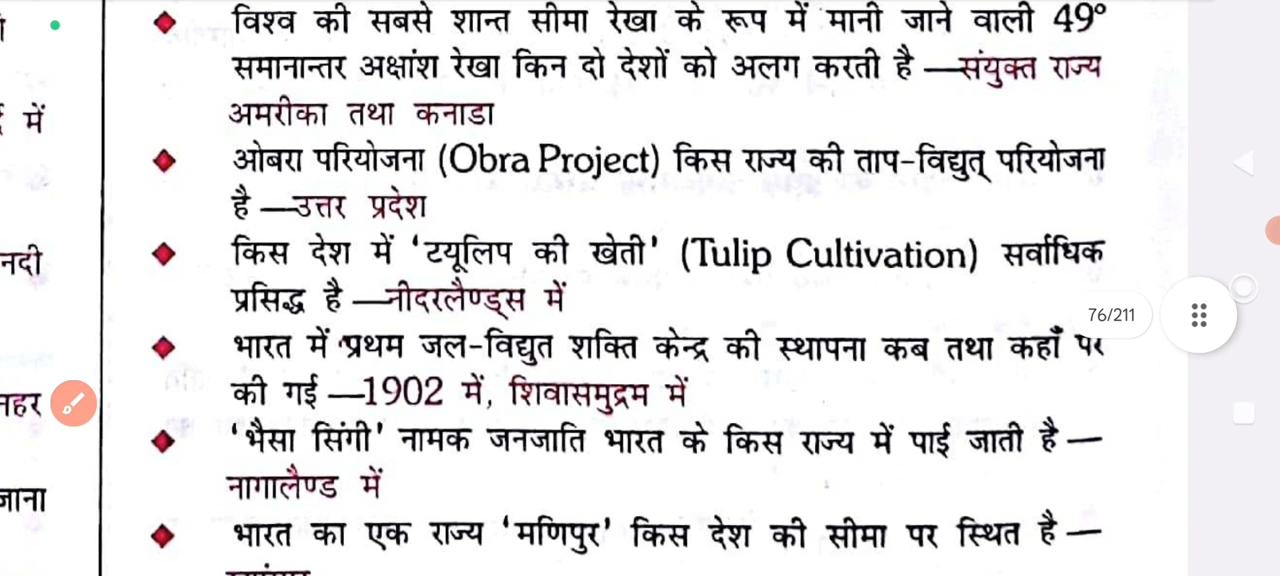 विश्व की सबसे शान्त सीमा रेखा के रूप में मानी जाने वाली 49°
समानान्तर अक्षांश रेखा किन दो देशों को अलग करती है —संयुक्त राज्य
में
अमरीका तथा कनाडा
ओबरा परियोजना (Obra Project) किस राज्य की ताप-विद्युत् परियोजना
है —उत्तर प्रदेश
नदी
किस देश में ‘टयूलिप की खेती’ (Tulip Cultivation) सर्वाधिक
प्रसिद्ध है —नीदरलैण्ड्स में
76/211
भारत में प्रथम जल-विद्युत शक्ति केन्द्र की स्थापना कब तथा कहाँ पर
की गई —1902 में, शिवासमुद्रम में
नहर
‘भैसा सिंगी’ नामक जनजाति भारत के किस राज्य में पाई जाती है —
नागालैण्ड में
जाना
भारत का एक राज्य ‘मणिपुर’ किस देश की सीमा पर स्थित है —